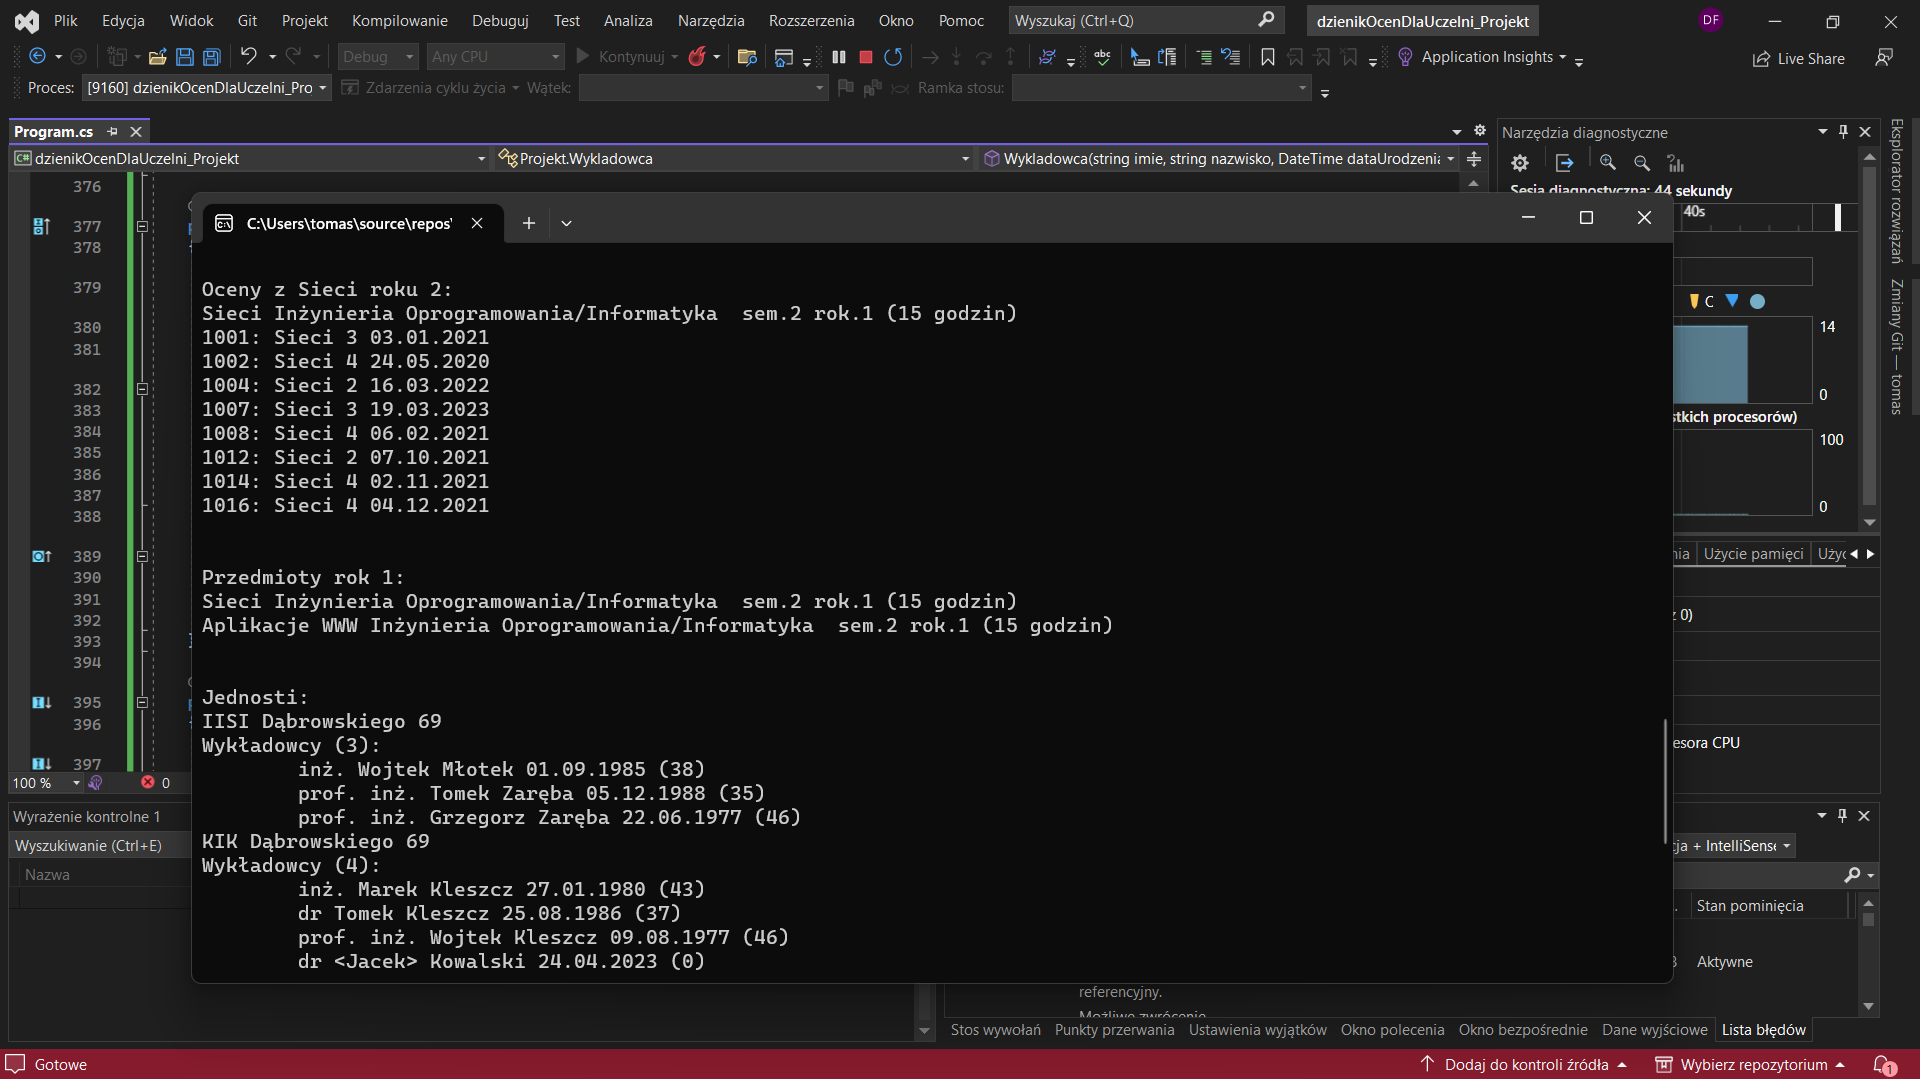 Plik Edycja Widok Git Projekt Kompilowanie Debuguj Test Analiza Narzędzia Rozszerzenia Okno Pomoc Wyszukaj (Ctrl+Q) dzienikOcenDlaUczelni_Projekt DF
Debug Any CPU Kontynuuj Application Insights Live Share
Proces: [9160] dzienikOcenDlaUczelni_Pro Zdarzenia cyklu życia Wątek: Ramka stosu:
Program.cs
dzienikOcenDlaUczelni_Projekt Projekt.Wykladowca Wykladowca(string imie, string nazwisko, DateTime dataUrodzenia
Narzędzia diagnostyczne
Sesja diagnostyczna: 44 sekundy
40s
C
14
0
stkich procesorów)
100
0
nia Użycie pamięci Użyc
z 0)
esora CPU
Eksplorator rozwiązań
Zmiany Git — tomas
376
377
378
379
380
381
382
383
384
385
386
387
388
389
390
391
392
393
394
395
396
397
C:\Users\tomas\source\repos\
Oceny z Sieci roku 2:
Sieci Inżynieria Oprogramowania/Informatyka  sem.2 rok.1 (15 godzin)
1001: Sieci 3 03.01.2021
1002: Sieci 4 24.05.2020
1004: Sieci 2 16.03.2022
1007: Sieci 3 19.03.2023
1008: Sieci 4 06.02.2021
1012: Sieci 2 07.10.2021
1014: Sieci 4 02.11.2021
1016: Sieci 4 04.12.2021
Przedmioty rok 1:
Sieci Inżynieria Oprogramowania/Informatyka  sem.2 rok.1 (15 godzin)
Aplikacje WWW Inżynieria Oprogramowania/Informatyka  sem.2 rok.1 (15 godzin)
Jednosti:
IISI Dąbrowskiego 69
Wykładowcy (3):
inż. Wojtek Młotek 01.09.1985 (38)
prof. inż. Tomek Zaręba 05.12.1988 (35)
prof. inż. Grzegorz Zaręba 22.06.1977 (46)
KIK Dąbrowskiego 69
Wykładowcy (4):
inż. Marek Kleszcz 27.01.1980 (43)
dr Tomek Kleszcz 25.08.1986 (37)
prof. inż. Wojtek Kleszcz 09.08.1977 (46)
dr <Jacek> Kowalski 24.04.2023 (0)
100 % 0
Wyrażenie kontrolne 1
Wyszukiwanie (Ctrl+E)
Nazwa
cja + IntelliSense
Stan pominięcia
Aktywne
referencyjny.
Możliwe zwrócenie
Stos wywołań Punkty przerwania Ustawienia wyjątków Okno polecenia Okno bezpośrednie Dane wyjściowe Lista błędów
Gotowe Dodaj do kontroli źródła Wybierz repozytorium 1